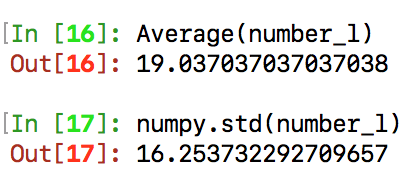 In [16]: Average(number_l)
Out[16]: 19.037037037037038
In [17]: numpy.std(number_l)
Out[17]: 16.253732292709657